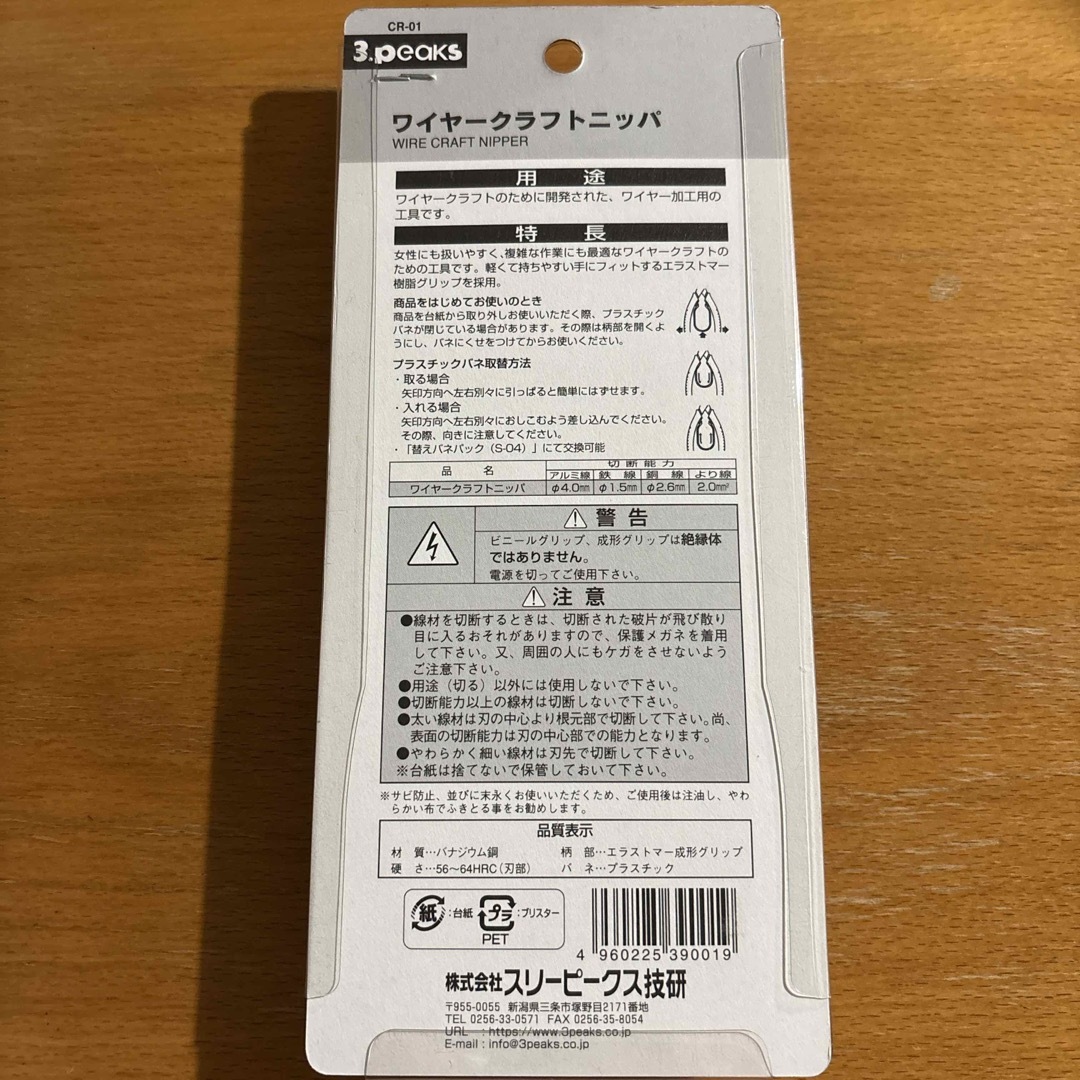 CR-01
3.peaks
ワイヤークラフトニッパ
WIRE CRAFT NIPPER
用途
ワイヤークラフトのために開発された、ワイヤー加工用の
工具です。
特長
女性にも扱いやすく、複雑な作業にも最適なワイヤークラフトの
ための工具です。軽くて持ちやすい手にフィットするエラストマー
樹脂グリップを採用。
商品をはじめてお使いのとき
商品を台紙から取り外しお使いいただく際、プラスチック
バネが閉じている場合があります。その際は柄部を開くよ
うにし、バネにくせをつけてからお使いください。
プラスチックバネ取替方法
・取る場合
矢印方向へ左右別々に引っぱると簡単にはずせます。
・入れる場合
矢印方向へ左右別々におしこむよう差し込んでください。
その際、向きに注意してください。
・「替えバネパック（S-04）」にて交換可能
品名 切断能力
アルミ線 鉄線 銅線 より線
ワイヤークラフトニッパ φ4.0mm φ1.5mm φ2.6mm 2.0mm²
警告
ビニールグリップ、成形グリップは絶縁体
ではありません。
電源を切ってご使用下さい。
注意
●線材を切断するときは、切断された破片が飛び散り
目に入るおそれがありますので、保護メガネを着用
して下さい。又、周囲の人にもケガをさせないよう
ご注意下さい。
●用途（切る）以外には使用しないで下さい。
●切断能力以上の線材は切断しないで下さい。
●太い線材は刃の中心より根元部で切断して下さい。尚、
表面の切断能力は刃の中心部での能力となります。
●やわらかく細い線材は刃先で切断して下さい。
※台紙は捨てないで保管しておいて下さい。
※サビ防止、並びに末永くお使いいただくため、ご使用後は注油し、やわ
らかい布でふきとる事をお勧めします。
品質表示
材質…バナジウム鋼 柄部…エラストマー成形グリップ
硬さ…56～64HRC（刃部） バネ…プラスチック
紙：台紙 プラ：ブリスター
PET
4 960225 390019
株式会社スリーピークス技研
〒955-0055 新潟県三条市塚野目2171番地
TEL 0256-33-0571 FAX 0256-35-8054
URL : https://www.3peaks.co.jp
E-mail : info@3peaks.co.jp